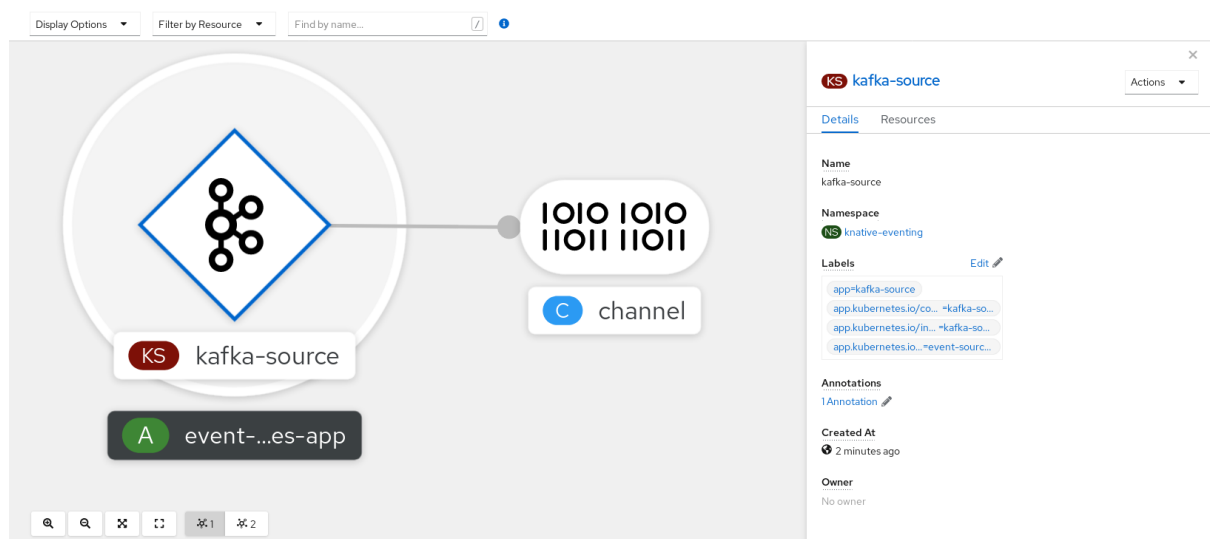 Display Options
Filter by Resource
Find by name...
/
KS kafka-source
Actions
Details
Resources
Name
kafka-source
Namespace
NS knative-eventing
Labels
Edit
app=kafka-source
app.kubernetes.io/co... =kafka-so...
app.kubernetes.io/in... =kafka-so...
app.kubernetes.io...=event-sourc...
Annotations
1 Annotation
Created At
2 minutes ago
Owner
No owner
1010 1010
11011 11011
C channel
KS kafka-source
A event-...es-app
1
2